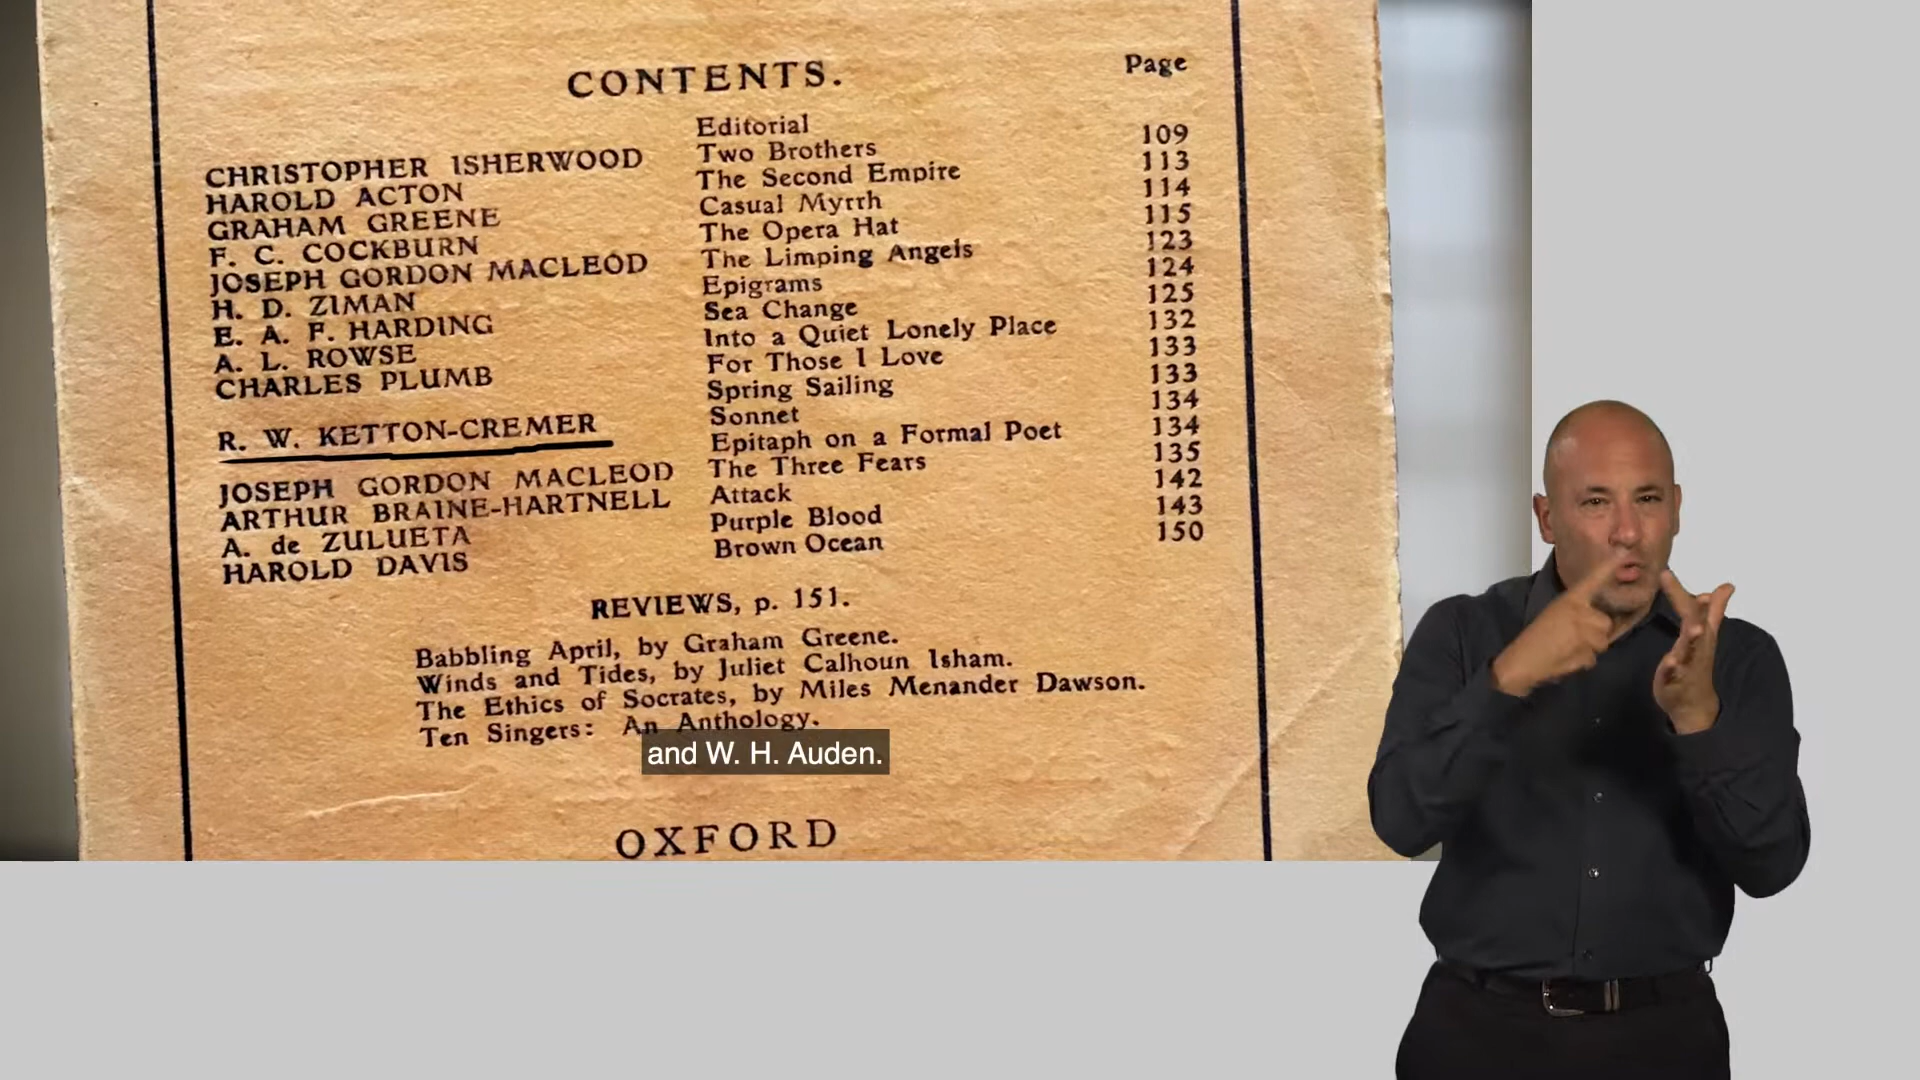 CONTENTS. Page
Editorial
CHRISTOPHER ISHERWOOD Two Brothers 109
HAROLD ACTON The Second Empire 113
GRAHAM GREENE Casual Myrrh 114
F. C. COCKBURN The Opera Hat 115
JOSEPH GORDON MACLEOD The Limping Angels 123
H. D. ZIMAN Epigrams 124
E. A. F. HARDING Sea Change 125
A. L. ROWSE Into a Quiet Lonely Place 132
CHARLES PLUMB For Those I Love 133
Spring Sailing 133
R. W. KETTON-CREMER Sonnet 134
Epitaph on a Formal Poet 134
JOSEPH GORDON MACLEOD The Three Fears 135
ARTHUR BRAINE-HARTNELL Attack 142
A. de ZULUETA Purple Blood 143
HAROLD DAVIS Brown Ocean 150
REVIEWS, p. 151.
Babbling April, by Graham Greene.
Winds and Tides, by Juliet Calhoun Isham.
The Ethics of Socrates, by Miles Menander Dawson.
Ten Singers: An Anthology.
and W. H. Auden.
OXFORD